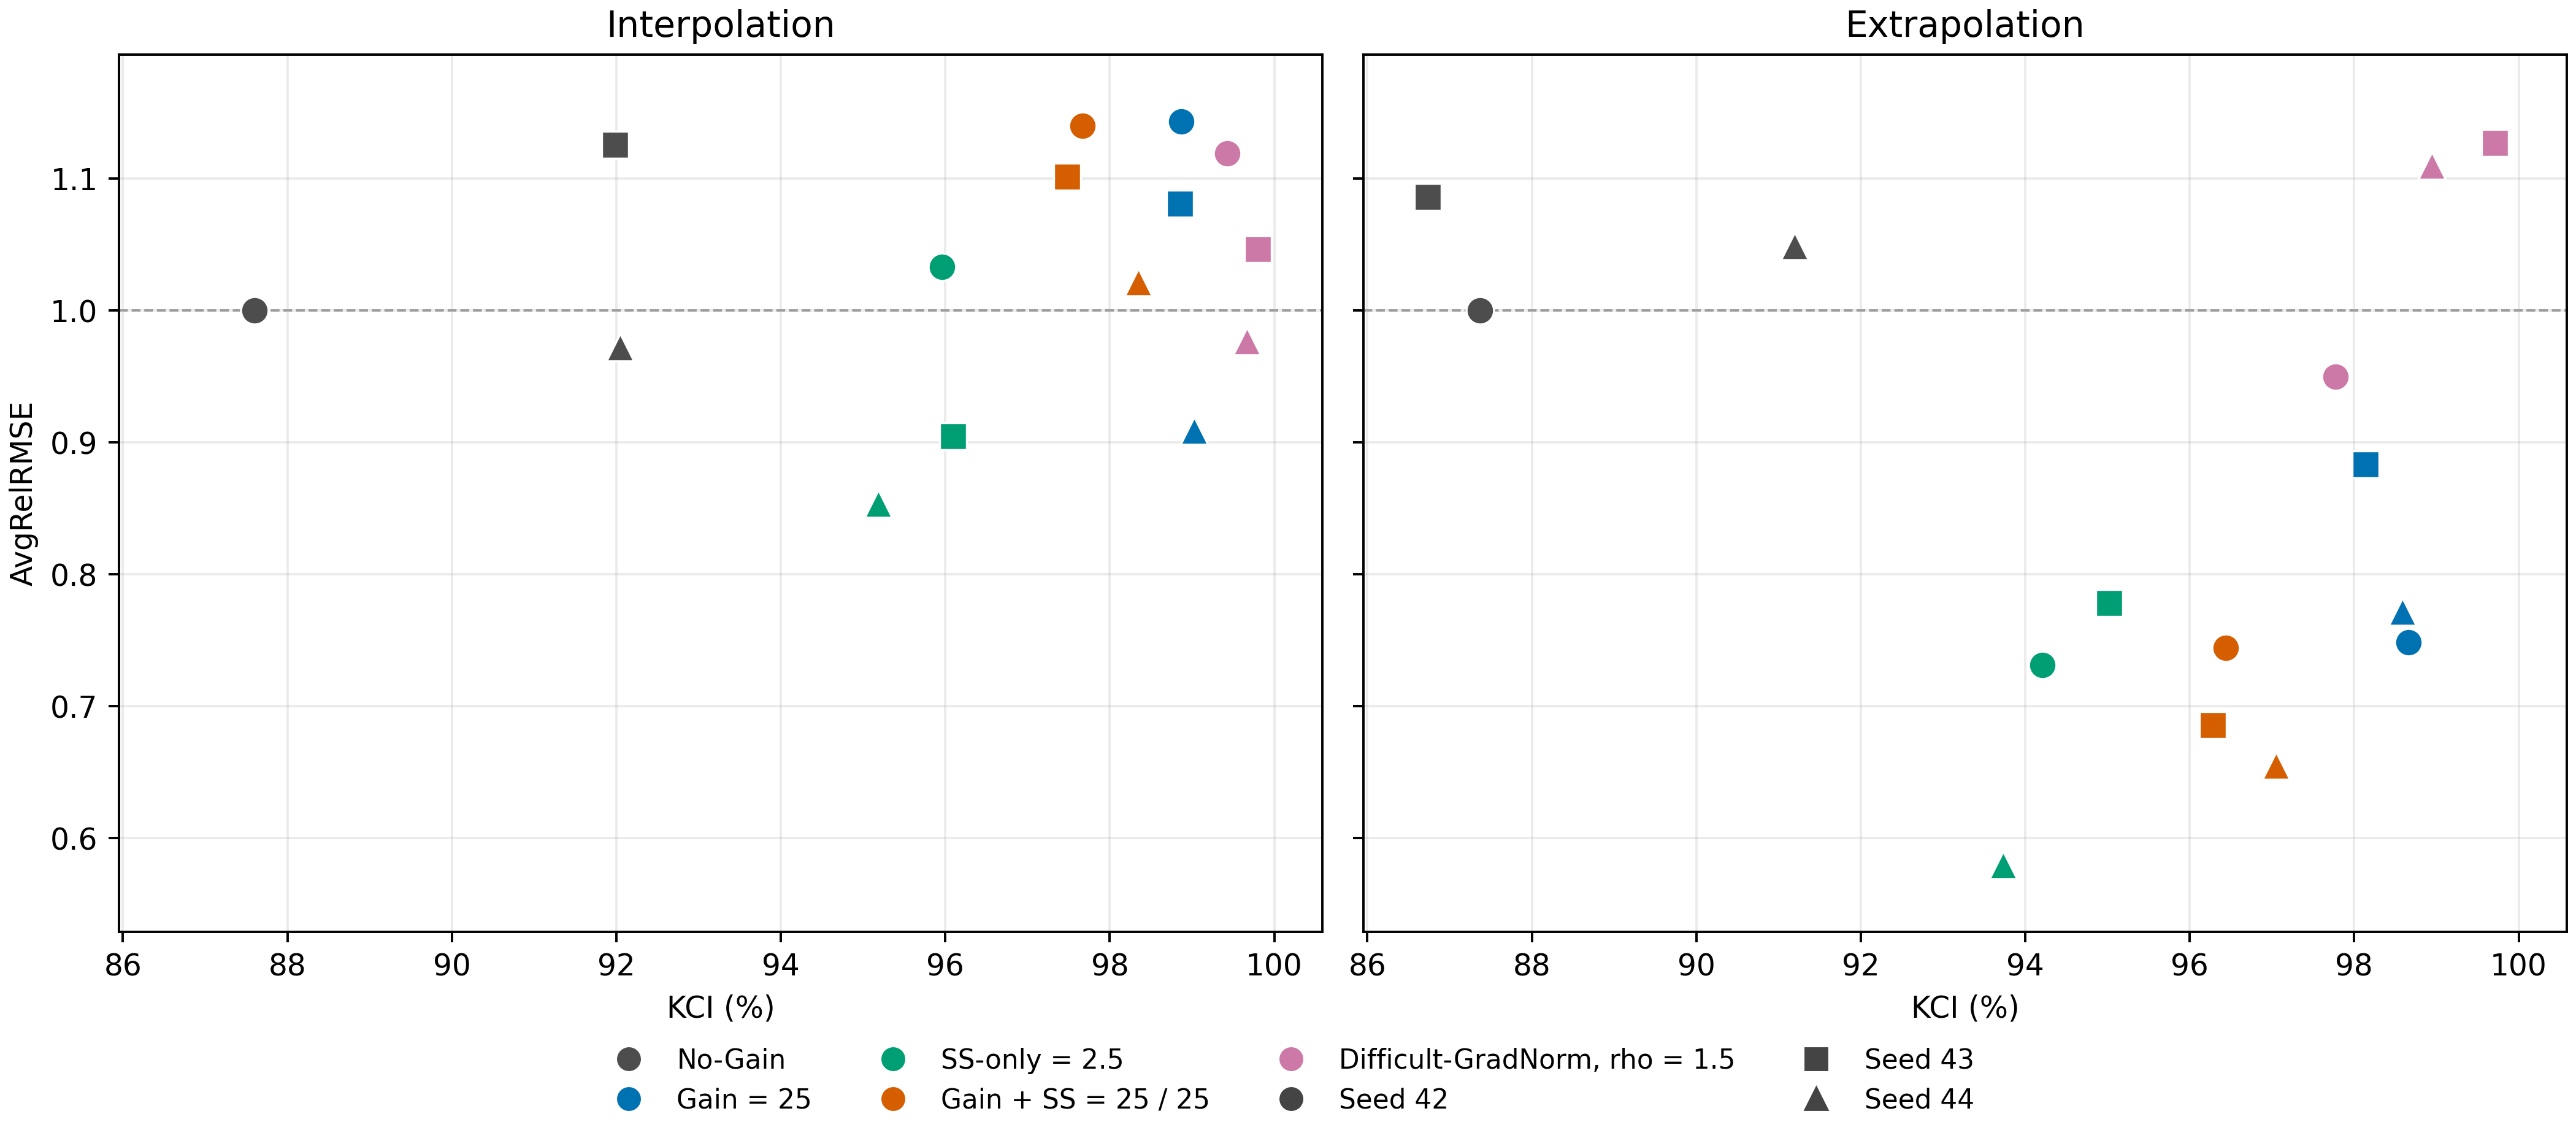 Interpolation
Extrapolation
AvgRelRMSE
1.1
1.0
0.9
0.8
0.7
0.6
86 88 90 92 94 96 98 100
86 88 90 92 94 96 98 100
KCI (%)
KCI (%)
No-Gain
Gain = 25
SS-only = 2.5
Gain + SS = 25 / 25
Difficult-GradNorm, rho = 1.5
Seed 42
Seed 43
Seed 44